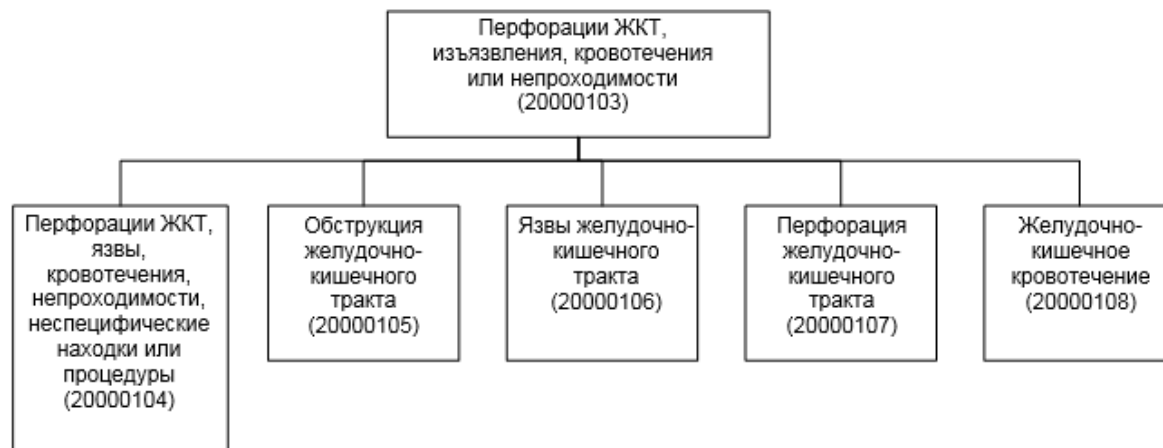 Перфорации ЖКТ,
изъязвления, кровотечения
или непроходимости
(20000103)
Перфорации ЖКТ,
язвы,
кровотечения,
непроходимости,
неспецифические
находки или
процедуры
(20000104)
Обструкция
желудочно-
кишечного
тракта
(20000105)
Язвы желудочно-
кишечного
тракта
(20000106)
Перфорация
желудочно-
кишечного
тракта
(20000107)
Желудочно-
кишечное
кровотечение
(20000108)